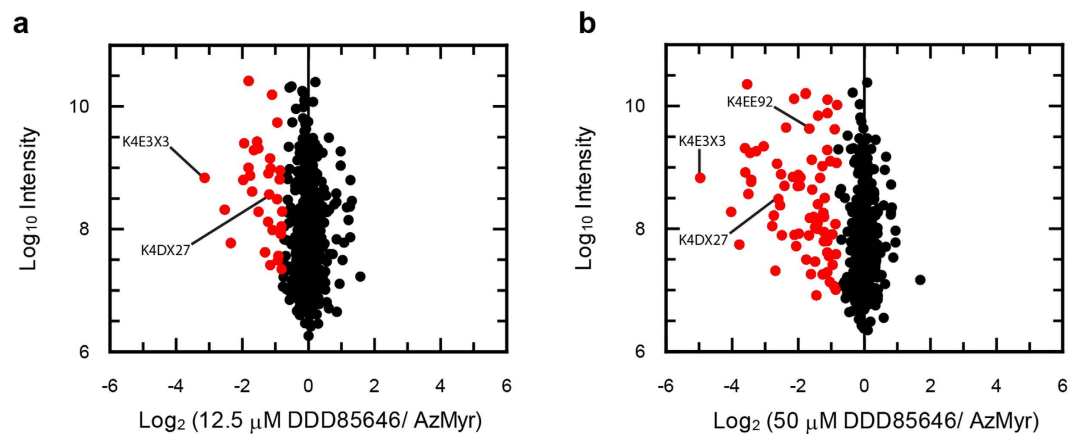 a
10
8
6
Log10 Intensity
K4E3X3
K4DX27
-6 -4 -2 0 2 4 6
Log2 (12.5 μM DDD85646/ AzMyr)
b
10
8
6
Log10 Intensity
K4EE92
K4E3X3
K4DX27
-6 -4 -2 0 2 4 6
Log2 (50 μM DDD85646/ AzMyr)